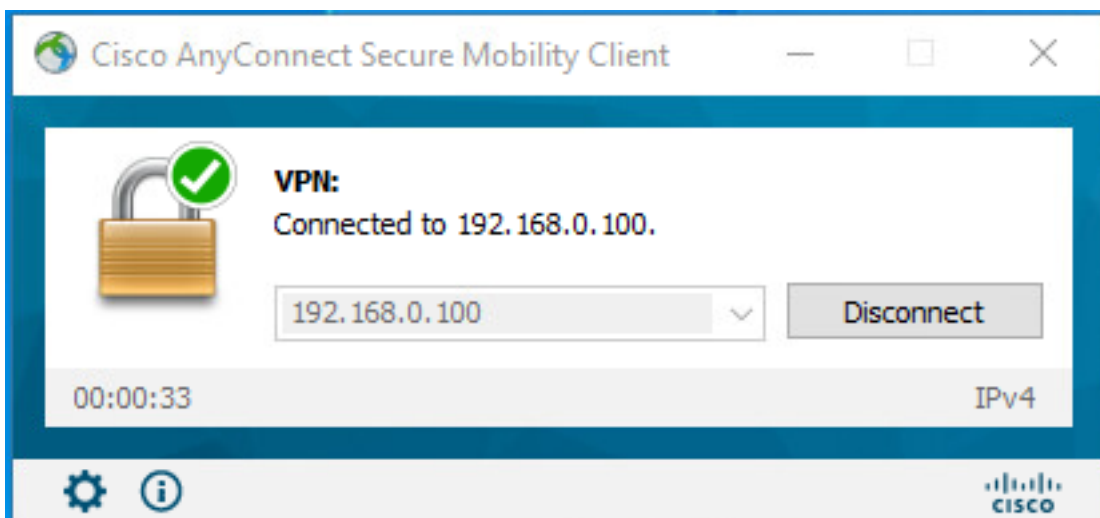 Cisco AnyConnect Secure Mobility Client
VPN:
Connected to 192.168.0.100.
192.168.0.100
Disconnect
00:00:33
IPv4
CISCO